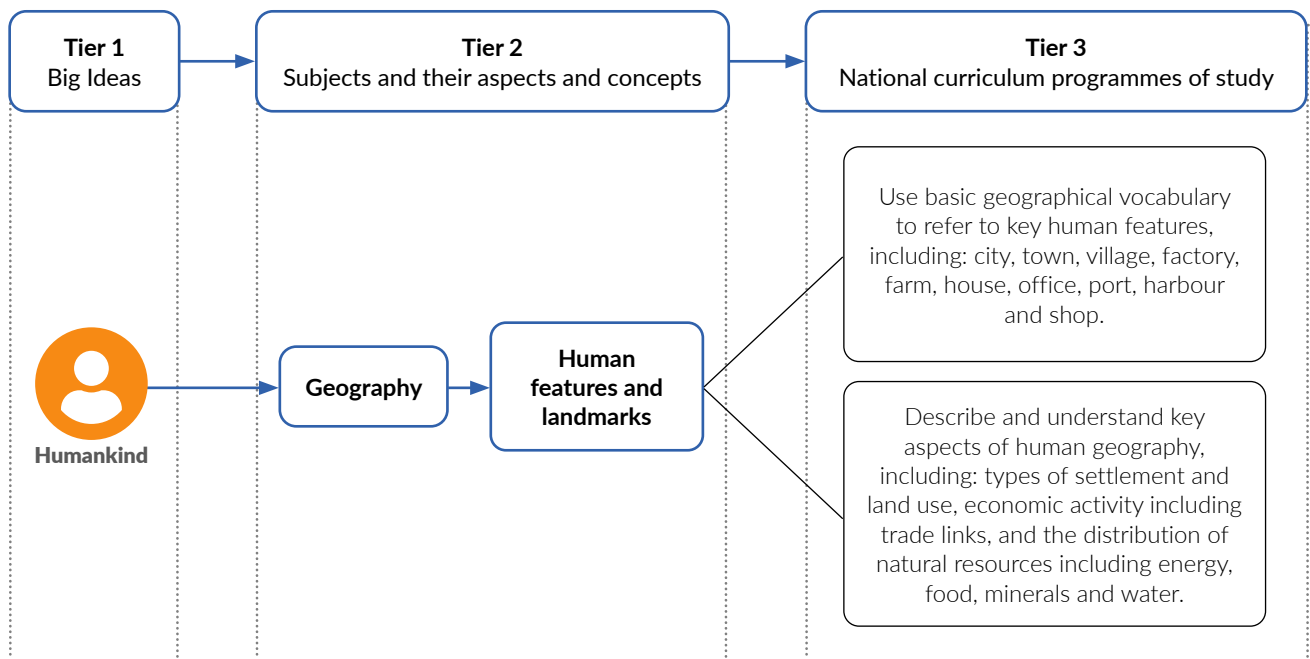 Tier 1
Big Ideas
Tier 2
Subjects and their aspects and concepts
Tier 3
National curriculum programmes of study
Humankind
Geography
Human
features and
landmarks
Use basic geographical vocabulary
to refer to key human features,
including: city, town, village, factory,
farm, house, office, port, harbour
and shop.
Describe and understand key
aspects of human geography,
including: types of settlement and
land use, economic activity including
trade links, and the distribution of
natural resources including energy,
food, minerals and water.